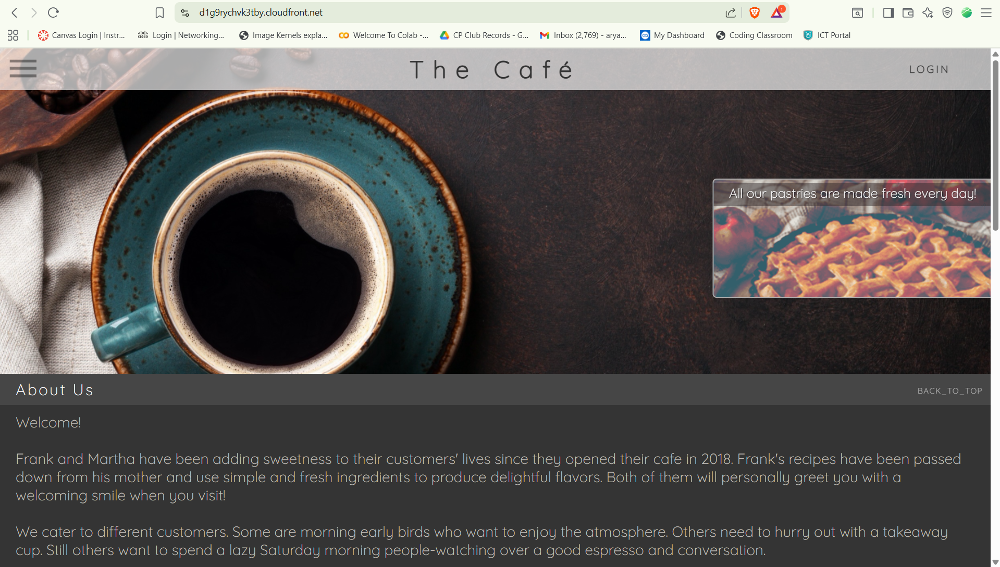 d1g9rychvk3tby.cloudfront.net
1
Canvas Login | Instr... Login | Networking... Image Kernels expla... Welcome To Colab -... CP Club Records - G... Inbox (2,769) - arya... My Dashboard Coding Classroom ICT Portal
The Café
LOGIN
All our pastries are made fresh every day!
About Us
BACK_TO_TOP
Welcome!
Frank and Martha have been adding sweetness to their customers' lives since they opened their cafe in 2018. Frank's recipes have been passed
down from his mother and use simple and fresh ingredients to produce delightful flavors. Both of them will personally greet you with a
welcoming smile when you visit!
We cater to different customers. Some are morning early birds who want to enjoy the atmosphere. Others need to hurry out with a takeaway
cup. Still others want to spend a lazy Saturday morning people-watching over a good espresso and conversation.